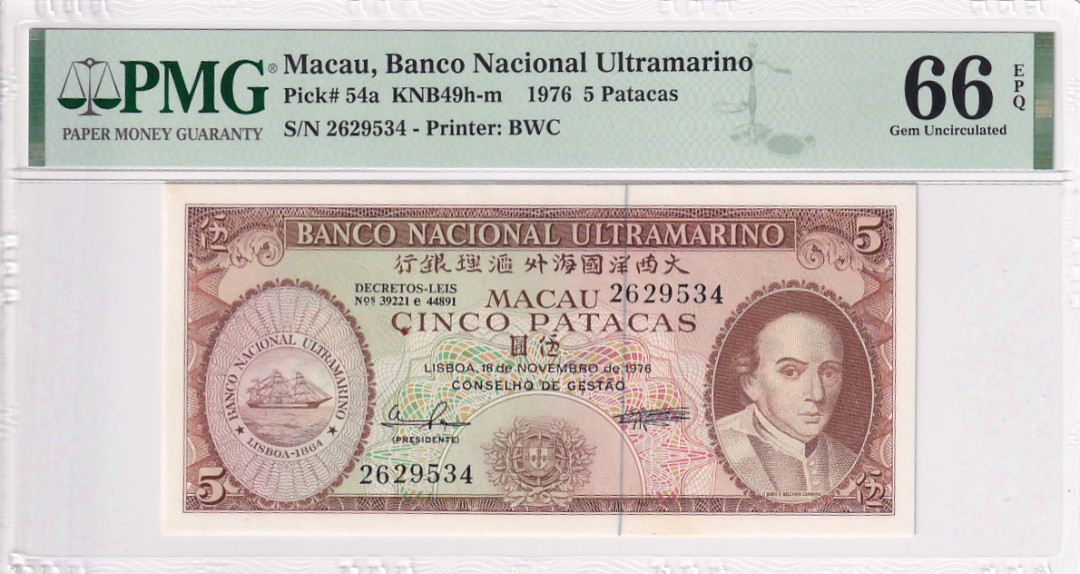 PMG®
PAPER MONEY GUARANTY
Macau, Banco Nacional Ultramarino
Pick# 54a KNB49h-m 1976 5 Patacas
S/N 2629534 - Printer: BWC
66 EPQ
Gem Uncirculated
伍 5
BANCO NACIONAL ULTRAMARINO
行銀理滙外海國洋西大
DECRETOS-LEIS
Nos 39221 e 44891
MACAU 2629534
CINCO PATACAS
圓伍
LISBOA, 18 de NOVEMBRO de 1976
CONSELHO DE GESTÃO
BANCO NACIONAL ULTRAMARINO
★ LISBOA-1864 ★
(PRESIDENTE)
2629534
5 伍